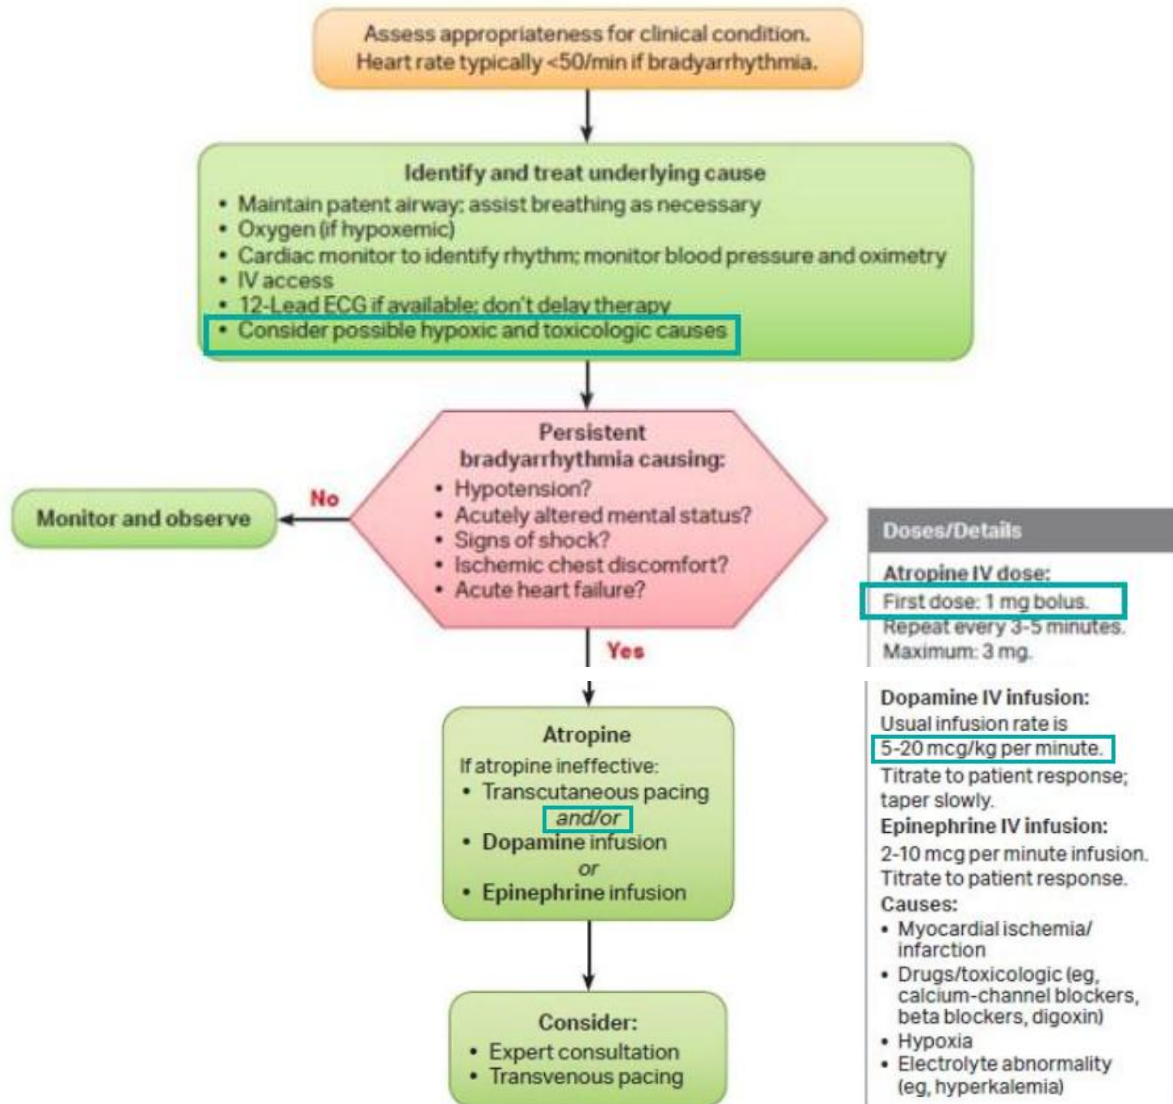 Assess appropriateness for clinical condition.
Heart rate typically <50/min if bradyarrhythmia.
Identify and treat underlying cause
• Maintain patent airway; assist breathing as necessary
• Oxygen (if hypoxemic)
• Cardiac monitor to identify rhythm; monitor blood pressure and oximetry
• IV access
• 12-Lead ECG if available; don't delay therapy
• Consider possible hypoxic and toxicologic causes
Persistent
bradyarrhythmia causing:
• Hypotension?
• Acutely altered mental status?
• Signs of shock?
• Ischemic chest discomfort?
• Acute heart failure?
No
Monitor and observe
Yes
Atropine
If atropine ineffective:
• Transcutaneous pacing
and/or
• Dopamine infusion
or
• Epinephrine infusion
Consider:
• Expert consultation
• Transvenous pacing
Doses/Details
Atropine IV dose:
First dose: 1 mg bolus.
Repeat every 3-5 minutes.
Maximum: 3 mg.
Dopamine IV infusion:
Usual infusion rate is
5-20 mcg/kg per minute.
Titrate to patient response;
taper slowly.
Epinephrine IV infusion:
2-10 mcg per minute infusion.
Titrate to patient response.
Causes:
• Myocardial ischemia/
infarction
• Drugs/toxicologic (eg,
calcium-channel blockers,
beta blockers, digoxin)
• Hypoxia
• Electrolyte abnormality
(eg, hyperkalemia)